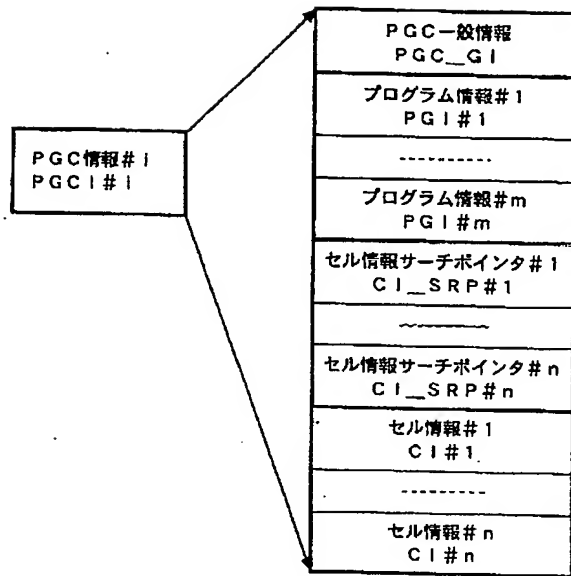 PGC情報#i
PGCI#i
PGC一般情報
PGC__GI
プログラム情報#1
PGI#1
プログラム情報#m
PGI#m
セル情報サーチポインタ#1
CI__SRP#1
セル情報サーチポインタ#n
CI__SRP#n
セル情報#1
CI#1
セル情報#n
CI#n